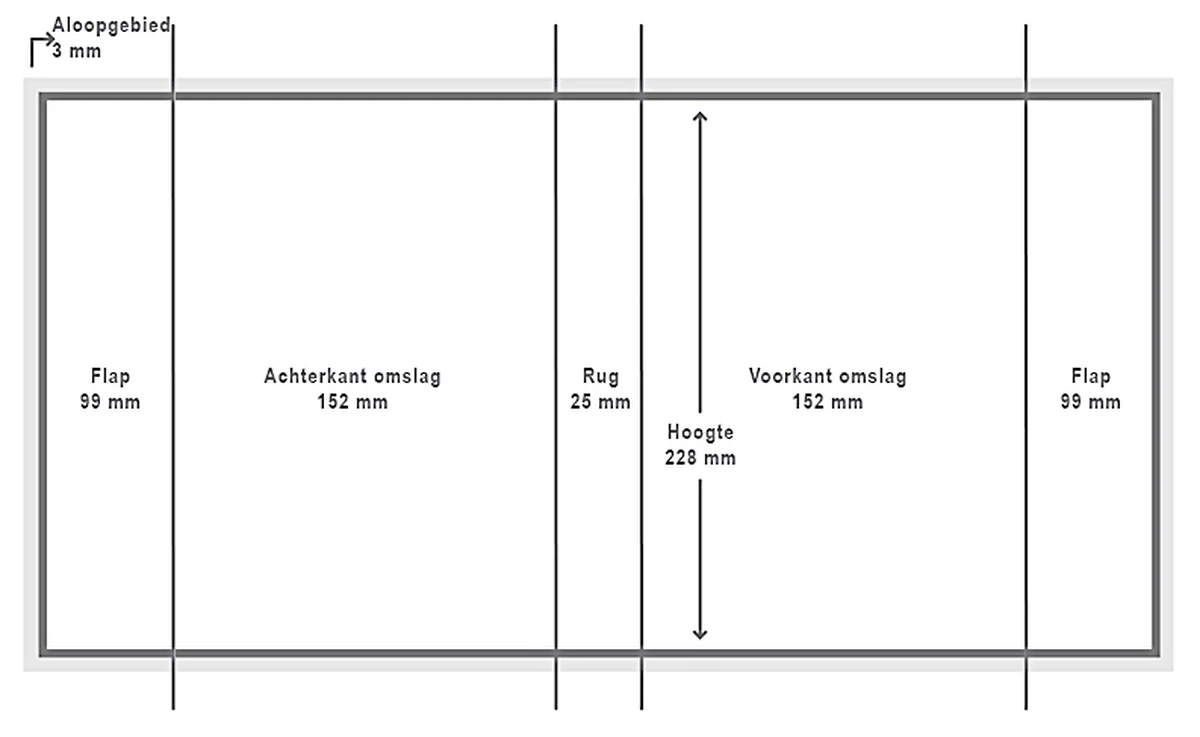 Aloopgebied
3 mm
Flap
99 mm
Achterkant omslag
152 mm
Rug
25 mm
Voorkant omslag
152 mm
Flap
99 mm
Hoogte
228 mm